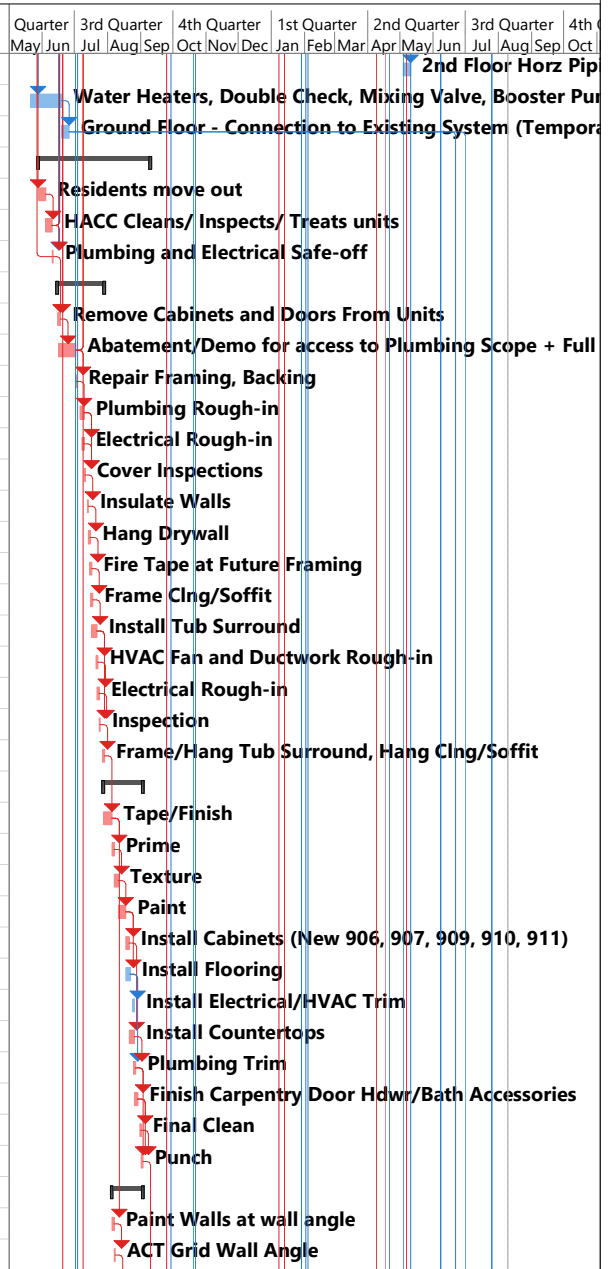 Quarter 3rd Quarter 4th Quarter 1st Quarter 2nd Quarter 3rd Quarter 4th
May Jun Jul Aug Sep Oct Nov Dec Jan Feb Mar Apr May Jun Jul Aug Sep Oct
2nd Floor Horz
Water Heaters, Double Check, Mixing Valve, Booster
Ground Floor - Connection to Existing System
Residents move out
HACC Cleans/ Inspects/ Treats units
Plumbing and Electrical Safe-off
Remove Cabinets and Doors From Units
Abatement/Demo for access to Plumbing Scope + Full
Repair Framing, Backing
Plumbing Rough-in
Electrical Rough-in
Cover Inspections
Insulate Walls
Hang Drywall
Fire Tape at Future Framing
Frame Clng/Soffit
Install Tub Surround
HVAC Fan and Ductwork Rough-in
Electrical Rough-in
Inspection
Frame/Hang Tub Surround, Hang Clng/Soffit
Tape/Finish
Prime
Texture
Paint
Install Cabinets (New 906, 907, 909, 910, 911)
Install Flooring
Install Electrical/HVAC Trim
Install Countertops
Plumbing Trim
Finish Carpentry Door Hdwr/Bath Accessories
Final Clean
Punch
Paint Walls at wall angle
ACT Grid Wall Angle